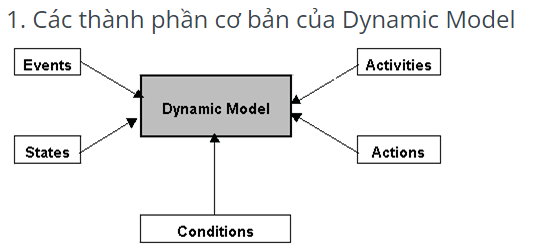 1. Các thành phần cơ bản của Dynamic Model
Events
Activities
Dynamic Model
States
Actions
Conditions